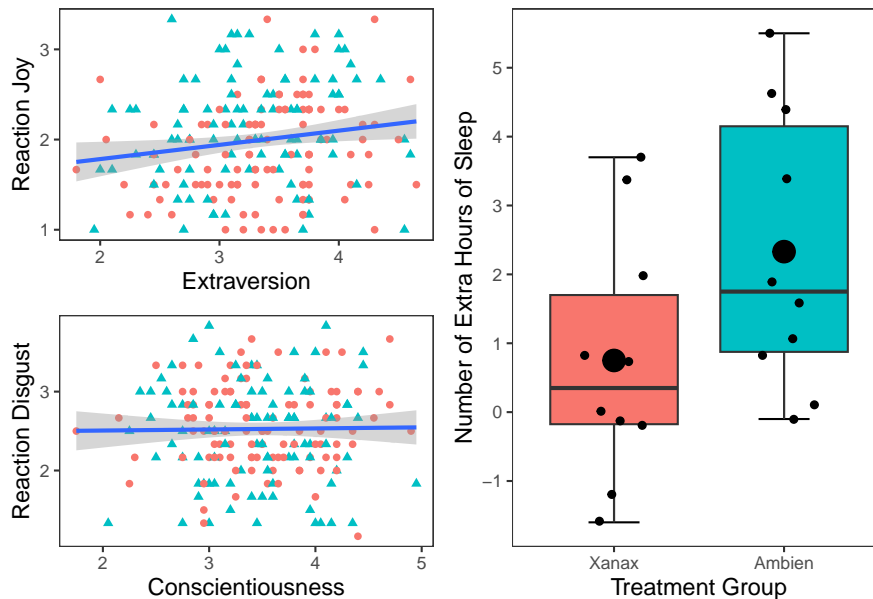 Reaction Joy
3
2
1
2
3
4
Extraversion
Reaction Disgust
3
2
2
3
4
5
Conscientiousness
Number of Extra Hours of Sleep
5
4
3
2
1
0
−1
Xanax
Ambien
Treatment Group